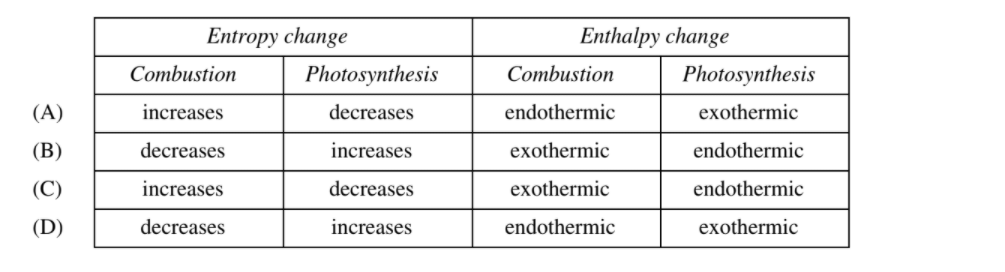 Entropy change Enthalpy change
Combustion Photosynthesis Combustion Photosynthesis
(A) increases decreases endothermic exothermic
(B) decreases increases exothermic endothermic
(C) increases decreases exothermic endothermic
(D) decreases increases endothermic exothermic